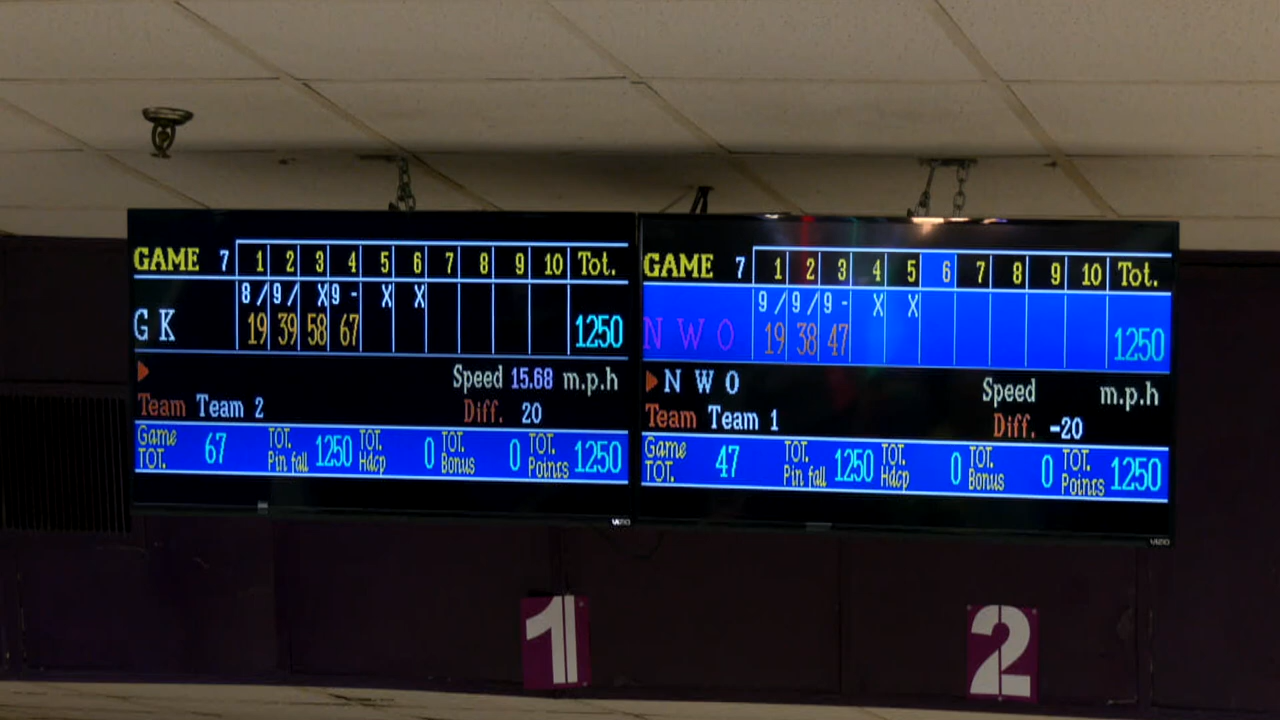 GAME 7 1 2 3 4 5 6 7 8 9 10 Tot.
8 / 9 / X 9 - X X
G K 19 39 58 67 1250
Speed 15.68 m.p.h
Team Team 2 Diff. 20
Game TOT. 67 TOT. Pin fall 1250 TOT. Hdcp 0 TOT. Bonus 0 TOT. Points 1250
VIZIO
GAME 7 1 2 3 4 5 6 7 8 9 10 Tot.
9 / 9 / 9 - X X
N W O 19 38 47 1250
N W O Speed m.p.h
Team Team 1 Diff. -20
Game TOT. 47 TOT. Pin fall 1250 TOT. Hdcp 0 TOT. Bonus 0 TOT. Points 1250
VIZIO
1
2